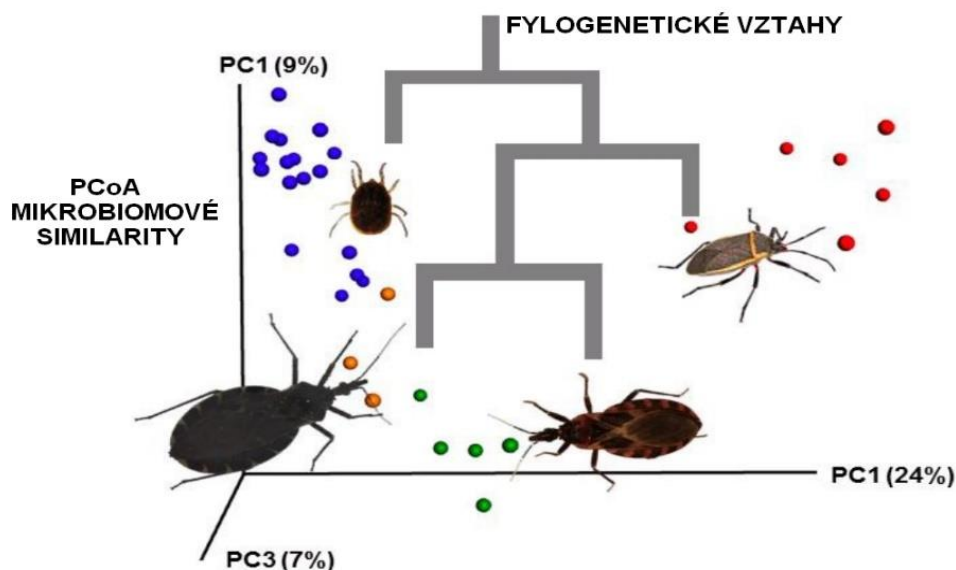 FYLOGENETICKÉ VZTAHY
PC1 (9%)
PCoA
MIKROBIOMOVÉ
SIMILARITY
PC1 (24%)
PC3 (7%)